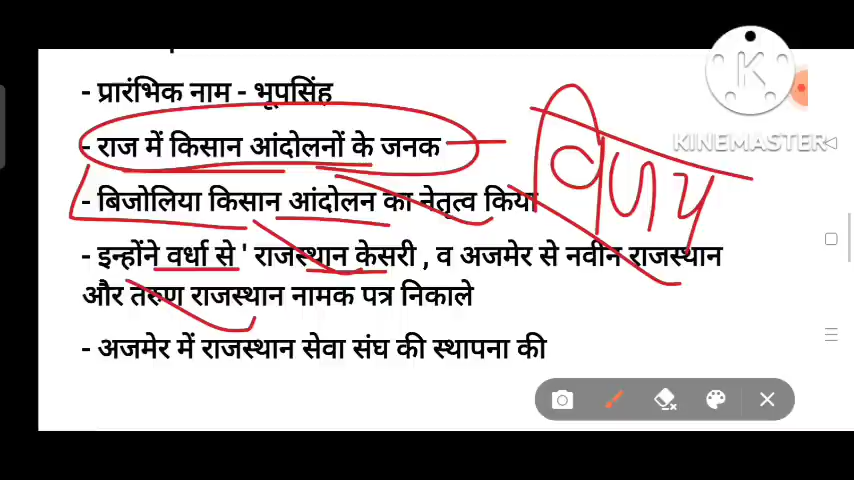 - प्रारंभिक नाम - भूपसिंह
- राज में किसान आंदोलनों के जनक
- बिजोलिया किसान आंदोलन का नेतृत्व किया
- इन्होंने वर्धा से ' राजस्थान केसरी , व अजमेर से नवीन राजस्थान
और तरुण राजस्थान नामक पत्र निकाले
- अजमेर में राजस्थान सेवा संघ की स्थापना की
विजय
K
KINEMASTER